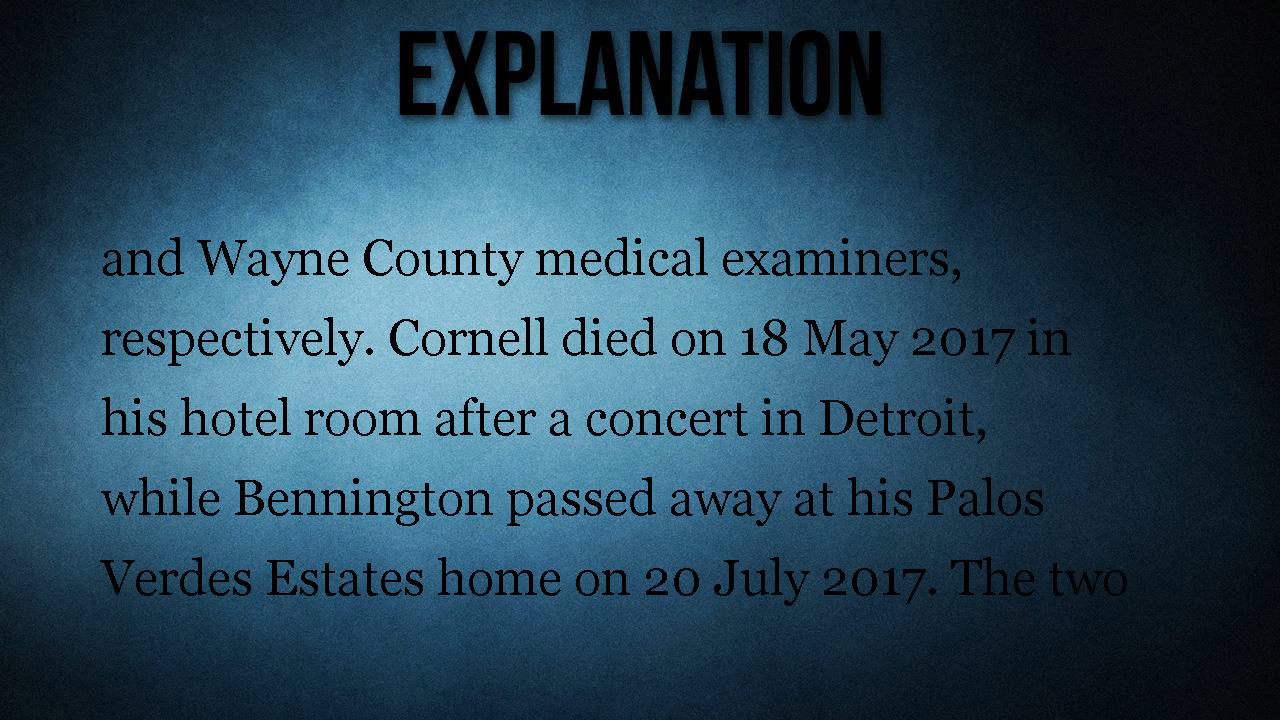 EXPLANATION
and Wayne County medical examiners,
respectively. Cornell died on 18 May 2017 in
his hotel room after a concert in Detroit,
while Bennington passed away at his Palos
Verdes Estates home on 20 July 2017. The two